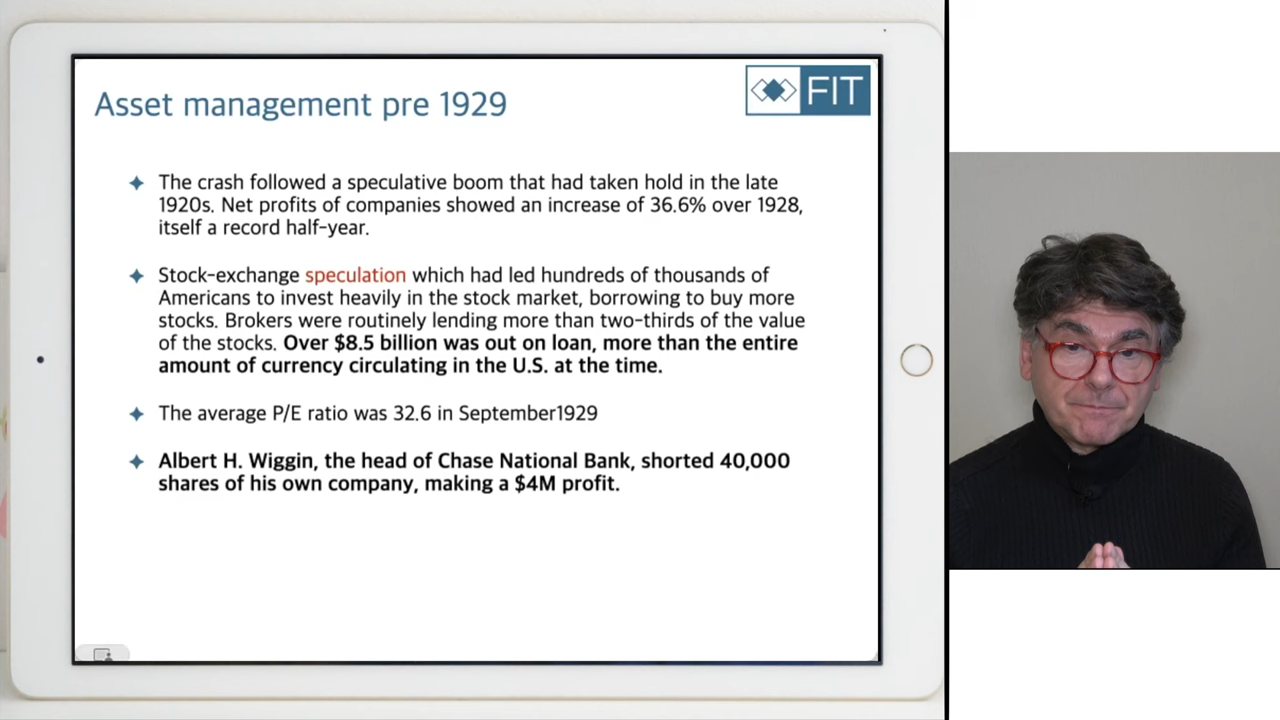 Asset management pre 1929
FIT
The crash followed a speculative boom that had taken hold in the late
1920s. Net profits of companies showed an increase of 36.6% over 1928,
itself a record half-year.
Stock-exchange speculation which had led hundreds of thousands of
Americans to invest heavily in the stock market, borrowing to buy more
stocks. Brokers were routinely lending more than two-thirds of the value
of the stocks. Over $8.5 billion was out on loan, more than the entire
amount of currency circulating in the U.S. at the time.
The average P/E ratio was 32.6 in September1929
Albert H. Wiggin, the head of Chase National Bank, shorted 40,000
shares of his own company, making a $4M profit.